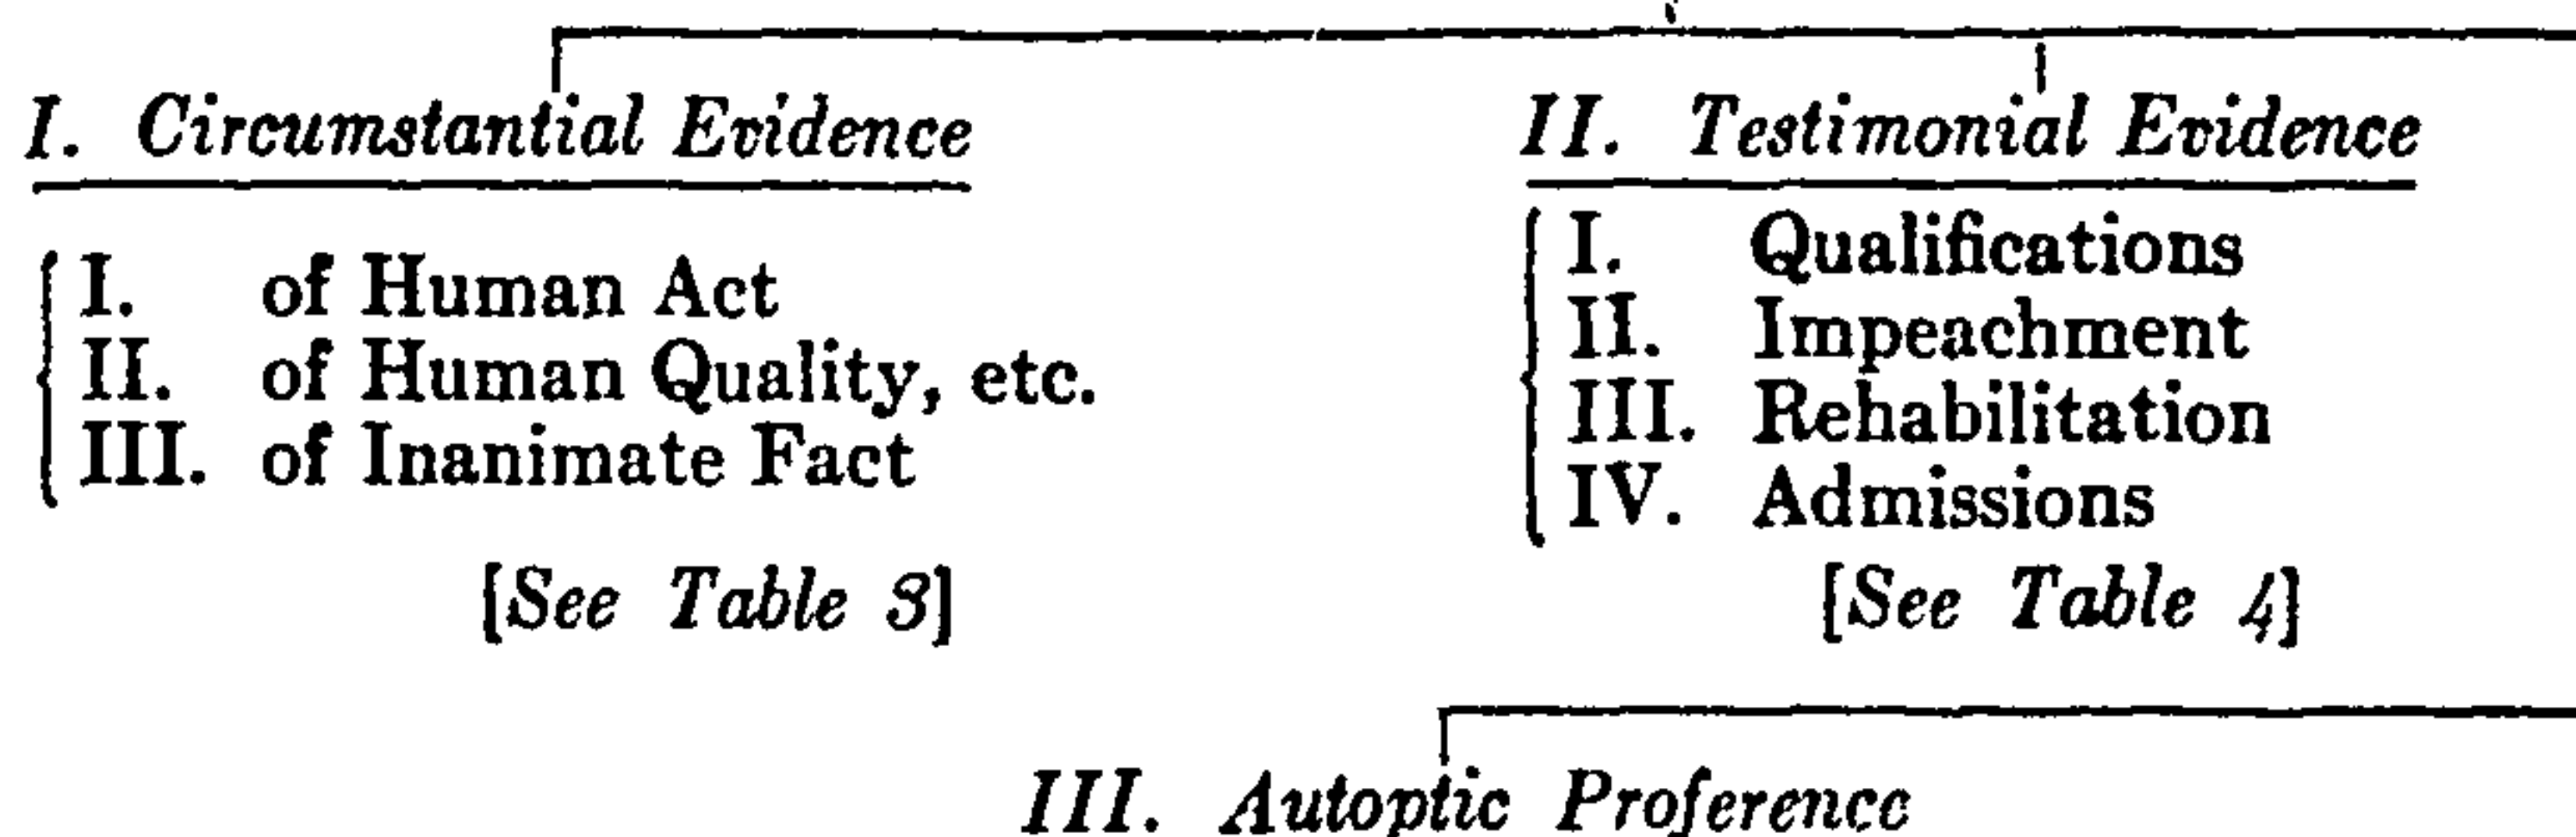 I. Circumstantial Evidence
I. of Human Act
II. of Human Quality, etc.
III. of Inanimate Fact
[See Table 3]
II. Testimonial Evidence
I. Qualifications
II. Impeachment
III. Rehabilitation
IV. Admissions
[See Table 4]
III. Autoptic Proference